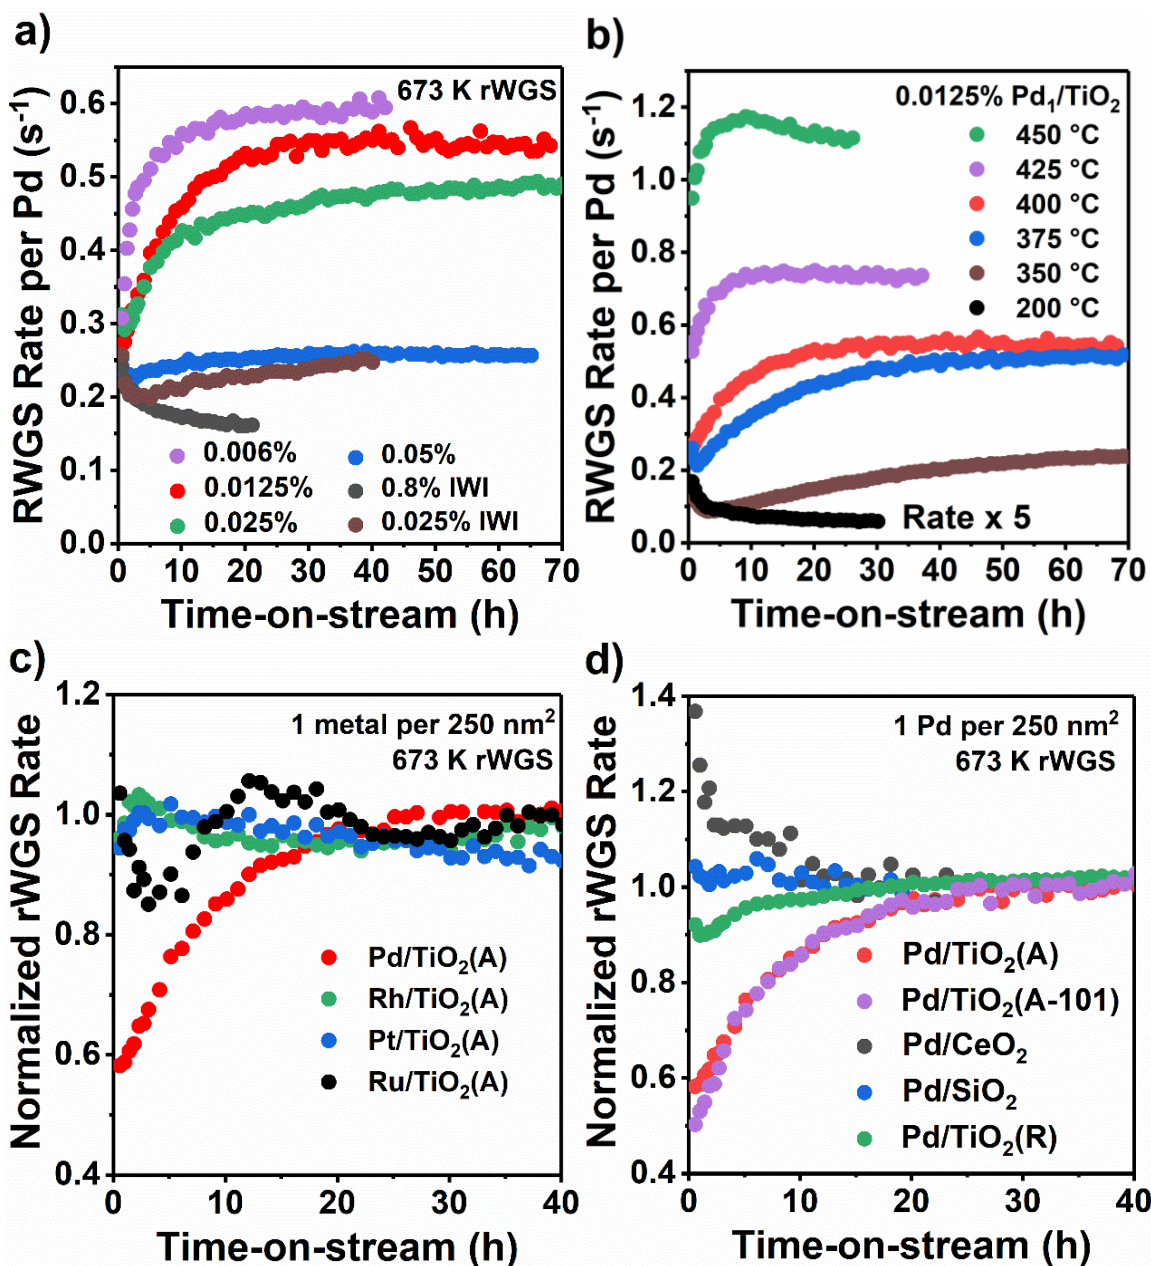 a)
673 K rWGS
RWGS Rate per Pd (s⁻¹)
0.6
0.5
0.4
0.3
0.2
0.1
0.0
0.006%
0.0125%
0.025%
0.05%
0.8% IWI
0.025% IWI
0 10 20 30 40 50 60 70
Time-on-stream (h)
b)
0.0125% Pd₁/TiO₂
450 °C
425 °C
400 °C
375 °C
350 °C
200 °C
Rate x 5
RWGS Rate per Pd (s⁻¹)
1.2
1.0
0.8
0.6
0.4
0.2
0.0
0 10 20 30 40 50 60 70
Time-on-stream (h)
c)
1 metal per 250 nm²
673 K rWGS
Normalized rWGS Rate
1.2
1.0
0.8
0.6
0.4
Pd/TiO₂(A)
Rh/TiO₂(A)
Pt/TiO₂(A)
Ru/TiO₂(A)
0 10 20 30 40
Time-on-stream (h)
d)
1 Pd per 250 nm²
673 K rWGS
Normalized rWGS Rate
1.4
1.2
1.0
0.8
0.6
0.4
Pd/TiO₂(A)
Pd/TiO₂(A-101)
Pd/CeO₂
Pd/SiO₂
Pd/TiO₂(R)
0 10 20 30 40
Time-on-stream (h)